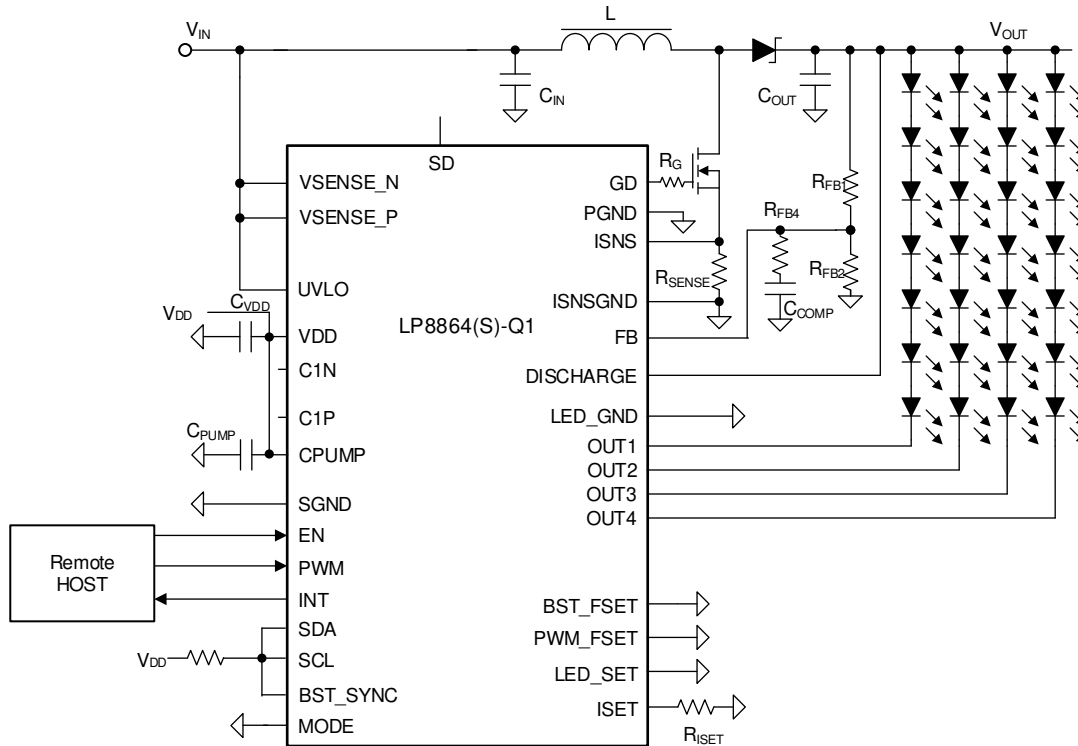 L
VIN
VOUT
CIN
COUT
SD
RG
VSENSE_N
GD
RFB1
VSENSE_P
PGND
RFB4
ISNS
RSENSE
RFB2
UVLO
ISNSGND
CVDD
VDD
CCOMP
LP8864(S)-Q1
VDD
FB
C1N
DISCHARGE
C1P
LED_GND
CPUMP
OUT1
CPUMP
OUT2
OUT3
SGND
OUT4
EN
Remote
HOST
PWM
INT
BST_FSET
SDA
PWM_FSET
VDD
SCL
LED_SET
BST_SYNC
ISET
MODE
RISET